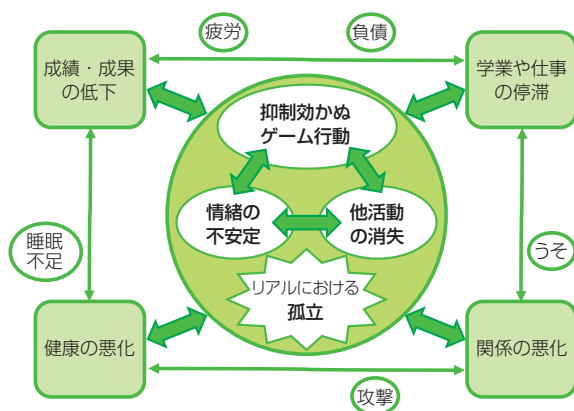 疲労
負債
成績・成果
の低下
学業や仕事
の停滞
抑制効かぬ
ゲーム行動
情緒の
不安定
他活動
の消失
睡眠
不足
うそ
リアルにおける
孤立
健康の悪化
関係の悪化
攻撃